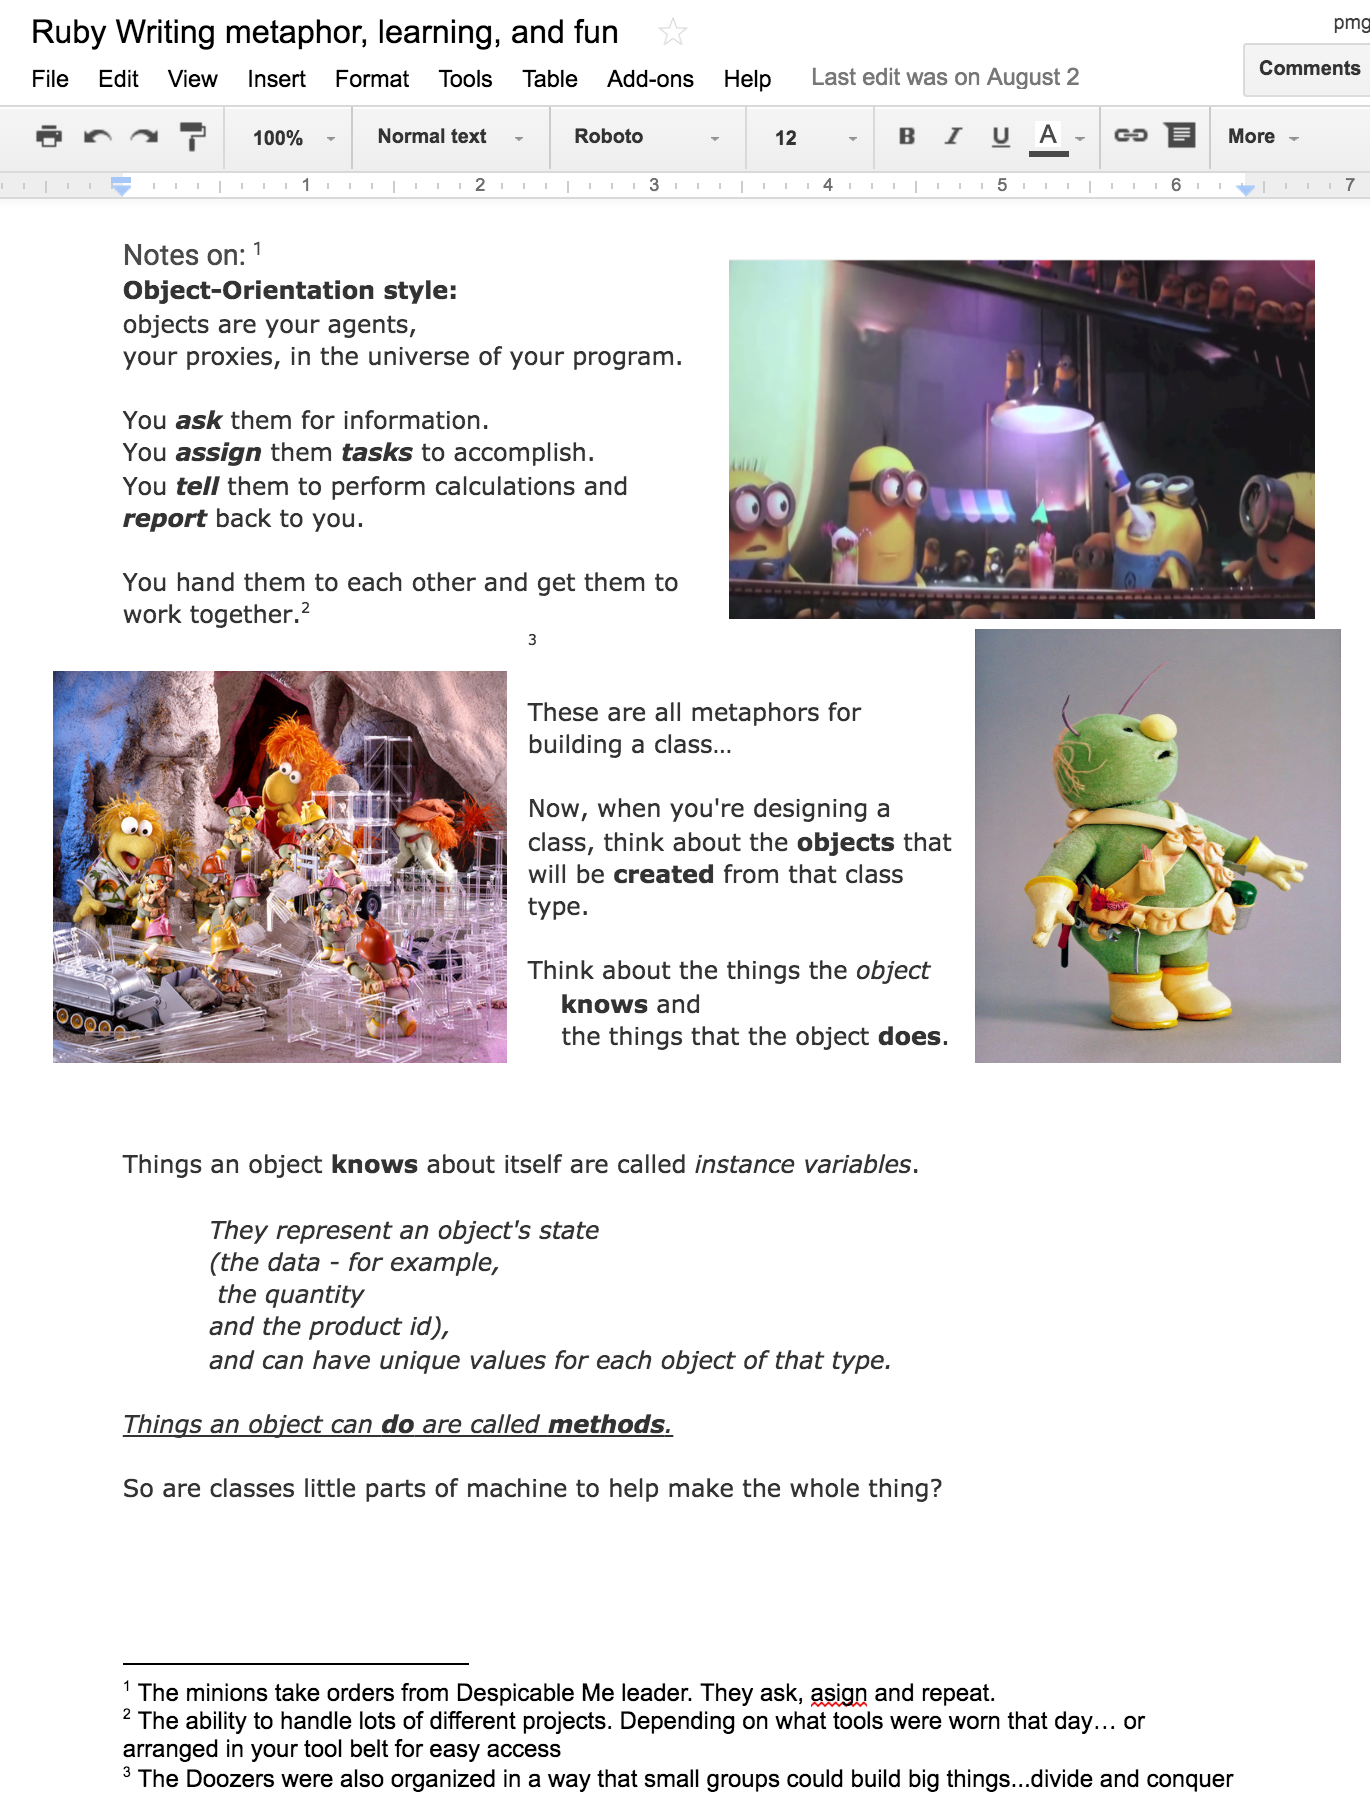 Ruby Writing metaphor, learning, and fun
pmg
File Edit View Insert Format Tools Table Add-ons Help Last edit was on August 2
Comments
100% Normal text Roboto 12 B I U A More
1 2 3 4 5 6 7
Notes on: 1
Object-Orientation style:
objects are your agents,
your proxies, in the universe of your program.
You ask them for information.
You assign them tasks to accomplish.
You tell them to perform calculations and
report back to you.
You hand them to each other and get them to
work together.2
3
These are all metaphors for
building a class...
Now, when you're designing a
class, think about the objects that
will be created from that class
type.
Think about the things the object
knows and
the things that the object does.
Things an object knows about itself are called instance variables.
They represent an object's state
(the data - for example,
the quantity
and the product id),
and can have unique values for each object of that type.
Things an object can do are called methods.
So are classes little parts of machine to help make the whole thing?
1 The minions take orders from Despicable Me leader. They ask, asign and repeat.
2 The ability to handle lots of different projects. Depending on what tools were worn that day... or
arranged in your tool belt for easy access
3 The Doozers were also organized in a way that small groups could build big things...divide and conquer